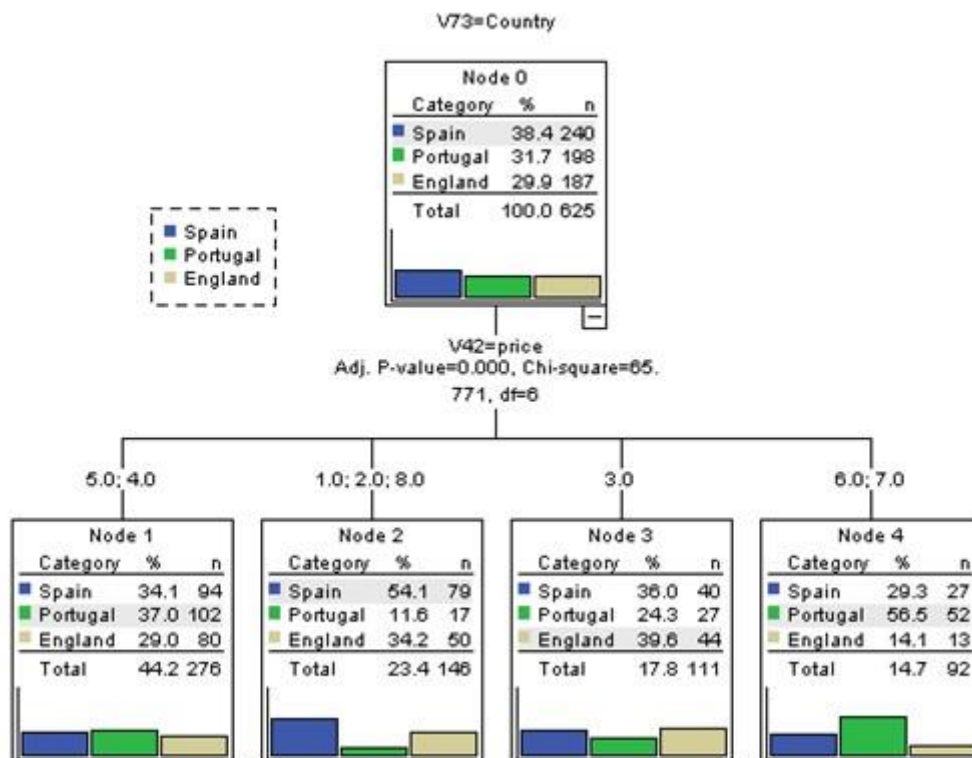 V73=Country
Node 0
Category % n
Spain 38.4 240
Portugal 31.7 198
England 29.9 187
Total 100.0 625
Spain
Portugal
England
V42=price
Adj. P-value=0.000, Chi-square=65.
771, df=6
5.0; 4.0
1.0; 2.0; 8.0
3.0
6.0; 7.0
Node 1
Category % n
Spain 34.1 94
Portugal 37.0 102
England 29.0 80
Total 44.2 276
Node 2
Category % n
Spain 54.1 79
Portugal 11.6 17
England 34.2 50
Total 23.4 146
Node 3
Category % n
Spain 36.0 40
Portugal 24.3 27
England 39.6 44
Total 17.8 111
Node 4
Category % n
Spain 29.3 27
Portugal 56.5 52
England 14.1 13
Total 14.7 92